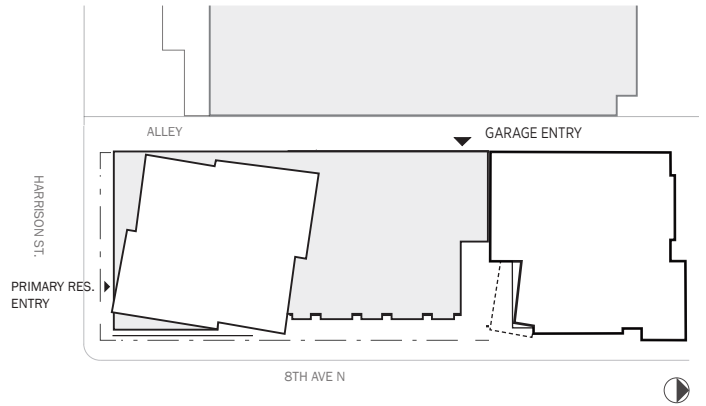 ALLEY
GARAGE ENTRY
HARRISON ST.
PRIMARY RES.
ENTRY
8TH AVE N